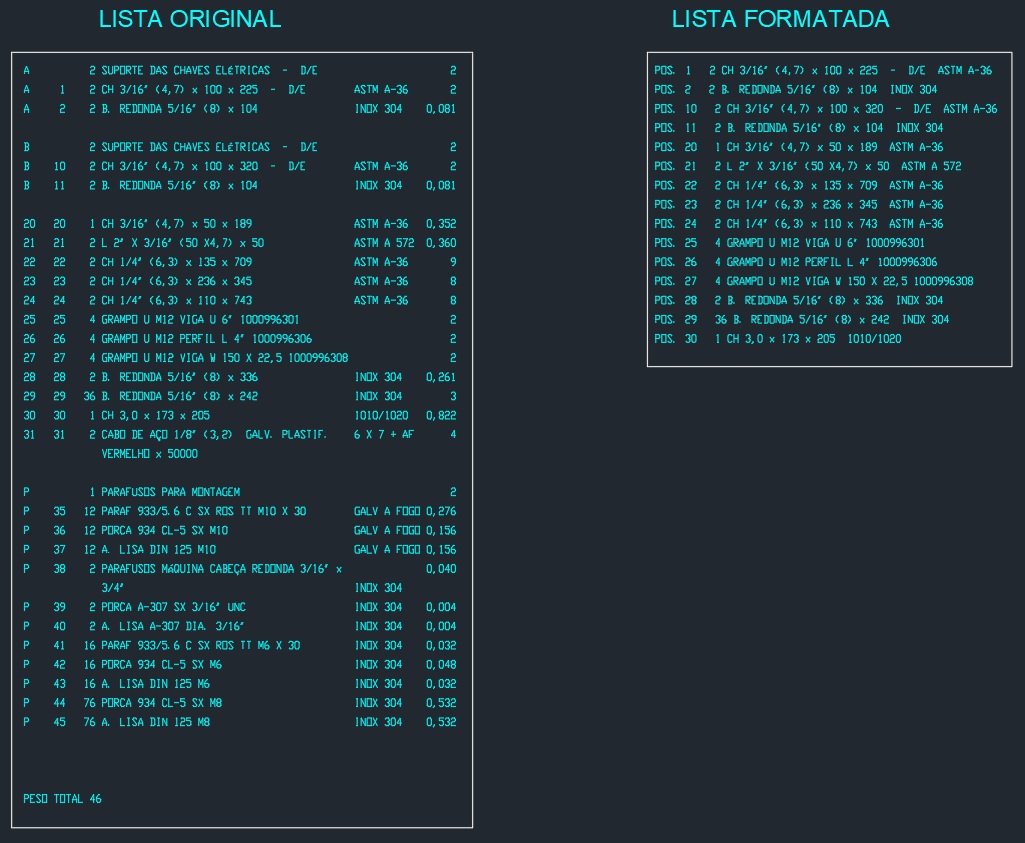 LISTA ORIGINAL
A 2 SUPORTE DAS CHAVES ELéTRICAS - D/E 2
A 1 2 CH 3/16" (4,7) x 100 x 225 - D/E ASTM A-36 2
A 2 2 B. REDONDA 5/16" (8) x 104 INOX 304 0,081
B 2 SUPORTE DAS CHAVES ELéTRICAS - D/E 2
B 10 2 CH 3/16" (4,7) x 100 x 320 - D/E ASTM A-36 2
B 11 2 B. REDONDA 5/16" (8) x 104 INOX 304 0,081
20 20 1 CH 3/16" (4,7) x 50 x 189 ASTM A-36 0,352
21 21 2 L 2" X 3/16" (50 X4,7) x 50 ASTM A 572 0,360
22 22 2 CH 1/4" (6,3) x 135 x 709 ASTM A-36 9
23 23 2 CH 1/4" (6,3) x 236 x 345 ASTM A-36 8
24 24 2 CH 1/4" (6,3) x 110 x 743 ASTM A-36 8
25 25 4 GRAMPO U M12 VIGA U 6" 1000996301 2
26 26 4 GRAMPO U M12 PERFIL L 4" 1000996306 2
27 27 4 GRAMPO U M12 VIGA W 150 X 22,5 1000996308 2
28 28 2 B. REDONDA 5/16" (8) x 336 INOX 304 0,261
29 29 36 B. REDONDA 5/16" (8) x 242 INOX 304 3
30 30 1 CH 3,0 x 173 x 205 1010/1020 0,822
31 31 2 CABO DE AÇO 1/8" (3,2) GALV. PLASTIF. 6 X 7 + AF 4
VERMELHO x 50000
P 1 PARAFUSOS PARA MONTAGEM 2
P 35 12 PARAF 933/5.6 C SX ROS TT M10 X 30 GALV A FOGO 0,276
P 36 12 PORCA 934 CL-5 SX M10 GALV A FOGO 0,156
P 37 12 A. LISA DIN 125 M10 GALV A FOGO 0,156
P 38 2 PARAFUSOS MáQUINA CABEÇA REDONDA 3/16" x 0,040
3/4" INOX 304
P 39 2 PORCA A-307 SX 3/16" UNC INOX 304 0,004
P 40 2 A. LISA A-307 DIA. 3/16" INOX 304 0,004
P 41 16 PARAF 933/5.6 C SX ROS TT M6 X 30 INOX 304 0,032
P 42 16 PORCA 934 CL-5 SX M6 INOX 304 0,048
P 43 16 A. LISA DIN 125 M6 INOX 304 0,032
P 44 76 PORCA 934 CL-5 SX M8 INOX 304 0,532
P 45 76 A. LISA DIN 125 M8 INOX 304 0,532
PESO TOTAL 46
LISTA FORMATADA
POS. 1 2 CH 3/16" (4,7) x 100 x 225 - D/E ASTM A-36
POS. 2 2 B. REDONDA 5/16" (8) x 104 INOX 304
POS. 10 2 CH 3/16" (4,7) x 100 x 320 - D/E ASTM A-36
POS. 11 2 B. REDONDA 5/16" (8) x 104 INOX 304
POS. 20 1 CH 3/16" (4,7) x 50 x 189 ASTM A-36
POS. 21 2 L 2" X 3/16" (50 X4,7) x 50 ASTM A 572
POS. 22 2 CH 1/4" (6,3) x 135 x 709 ASTM A-36
POS. 23 2 CH 1/4" (6,3) x 236 x 345 ASTM A-36
POS. 24 2 CH 1/4" (6,3) x 110 x 743 ASTM A-36
POS. 25 4 GRAMPO U M12 VIGA U 6" 1000996301
POS. 26 4 GRAMPO U M12 PERFIL L 4" 1000996306
POS. 27 4 GRAMPO U M12 VIGA W 150 X 22,5 1000996308
POS. 28 2 B. REDONDA 5/16" (8) x 336 INOX 304
POS. 29 36 B. REDONDA 5/16" (8) x 242 INOX 304
POS. 30 1 CH 3,0 x 173 x 205 1010/1020